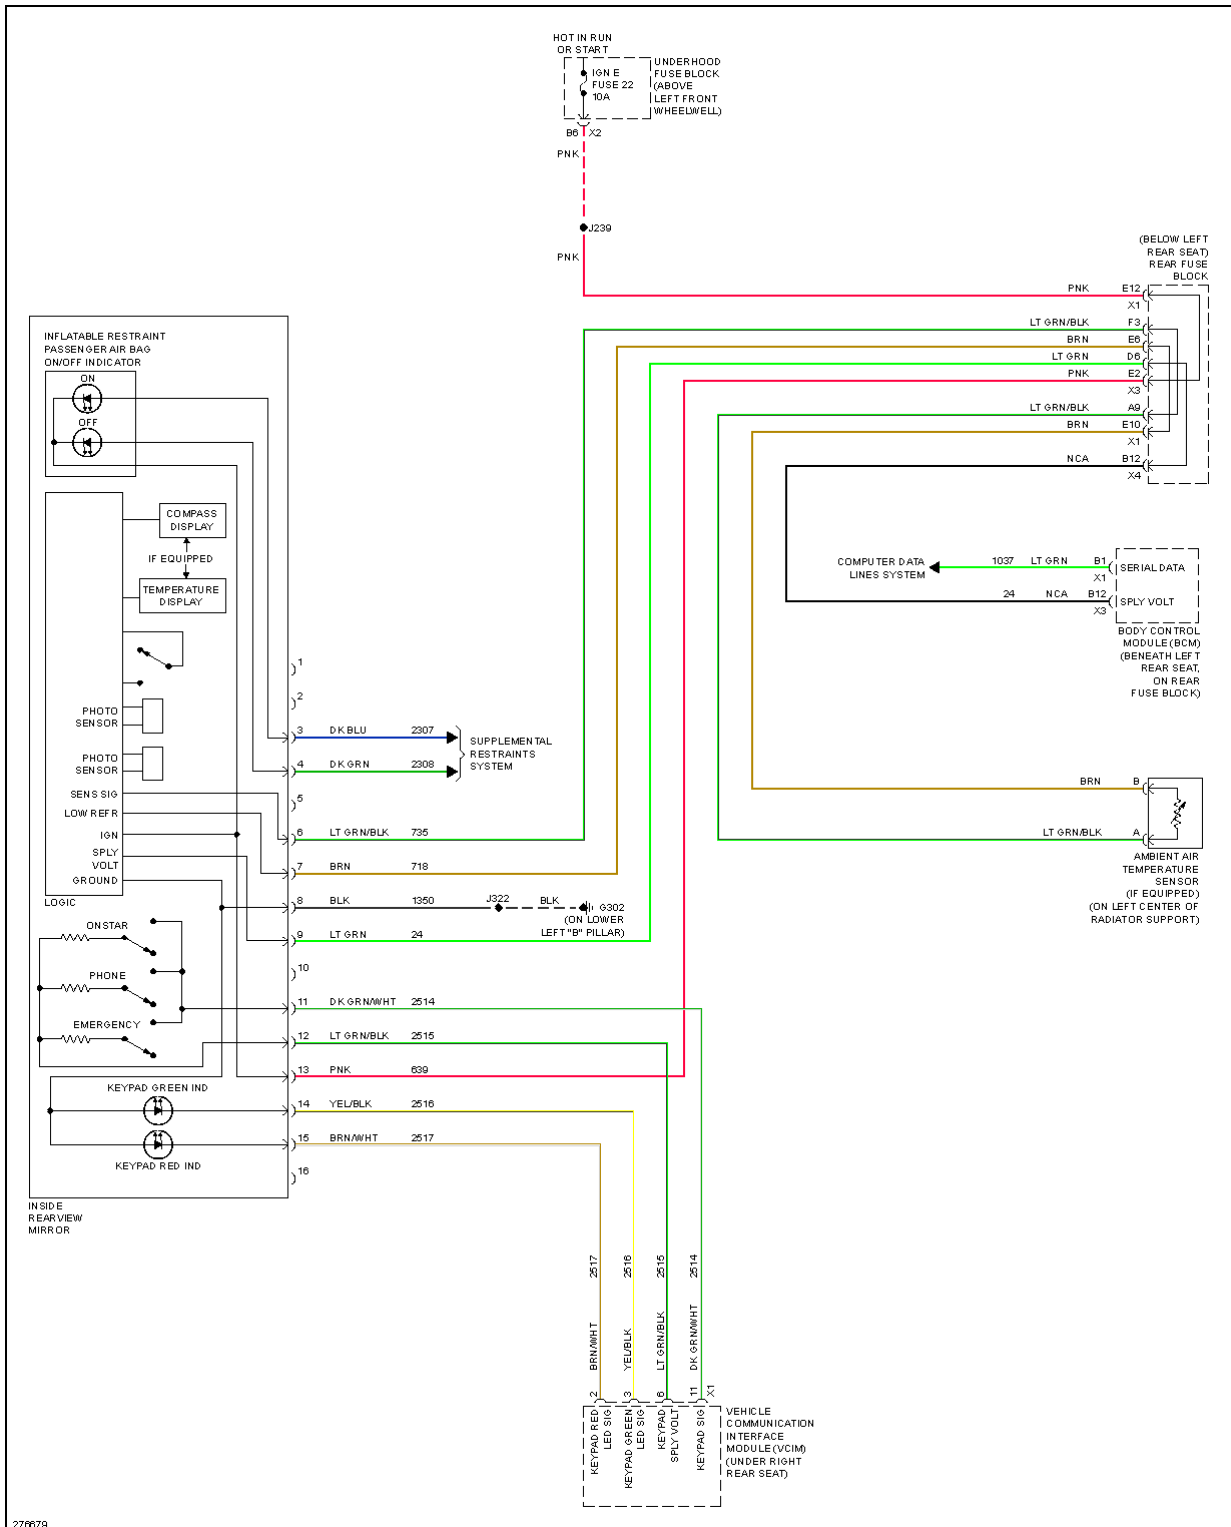 HOT IN RUN
OR START
IGN E
FUSE 22
10A
UNDERHOOD
FUSE BLOCK
(ABOVE
LEFT FRONT
WHEELWELL)
B6 X2
PNK
J239
PNK
(BELOW LEFT
REAR SEAT)
REAR FUSE
BLOCK
PNK E12
X1
LT GRN/BLK F3
BRN E6
LT GRN D6
PNK E2
X3
LT GRN/BLK A9
BRN E10
X1
NCA B12
X4
INFLATABLE RESTRAINT
PASSENGER AIR BAG
ON/OFF INDICATOR
ON
OFF
COMPASS
DISPLAY
IF EQUIPPED
TEMPERATURE
DISPLAY
COMPUTER DATA
LINES SYSTEM
1037 LT GRN B1
X1
SERIAL DATA
24 NCA B12
X3
SPLY VOLT
BODY CONTROL
MODULE (BCM)
(BENEATH LEFT
REAR SEAT,
ON REAR
FUSE BLOCK)
PHOTO
SENSOR
PHOTO
SENSOR
SENS SIG
LOW REFR
IGN
SPLY
VOLT
GROUND
LOGIC
1
2
3 DK BLU 2307
4 DK GRN 2308
SUPPLEMENTAL
RESTRAINTS
SYSTEM
5
6 LT GRN/BLK 735
7 BRN 718
8 BLK 1350 J322 BLK G302
(ON LOWER
LEFT "B" PILLAR)
9 LT GRN 24
10
11 DK GRN/WHT 2514
12 LT GRN/BLK 2515
13 PNK 639
14 YEL/BLK 2516
15 BRN/WHT 2517
16
BRN B
LT GRN/BLK A
AMBIENT AIR
TEMPERATURE
SENSOR
(IF EQUIPPED)
(ON LEFT CENTER OF
RADIATOR SUPPORT)
ONSTAR
PHONE
EMERGENCY
KEYPAD GREEN IND
KEYPAD RED IND
INSIDE
REARVIEW
MIRROR
2517
2516
2515
2514
BRN/WHT
YEL/BLK
LT GRN/BLK
DK GRN/WHT
2
3
6
11
X1
KEYPAD RED
LED SIG
KEYPAD GREEN
LED SIG
KEYPAD
SPLY VOLT
KEYPAD SIG
VEHICLE
COMMUNICATION
INTERFACE
MODULE (VCIM)
(UNDER RIGHT
REAR SEAT)
276679